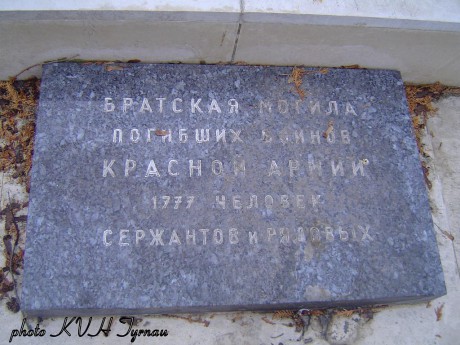 БРАТСКАЯ МОГИЛА
ПОГИБШИХ ВОИНОВ
КРАСНОЙ АРМИИ
1777 ЧЕЛОВЕК
СЕРЖАНТОВ и РЯДОВЫХ
photo KVH Tyrnau